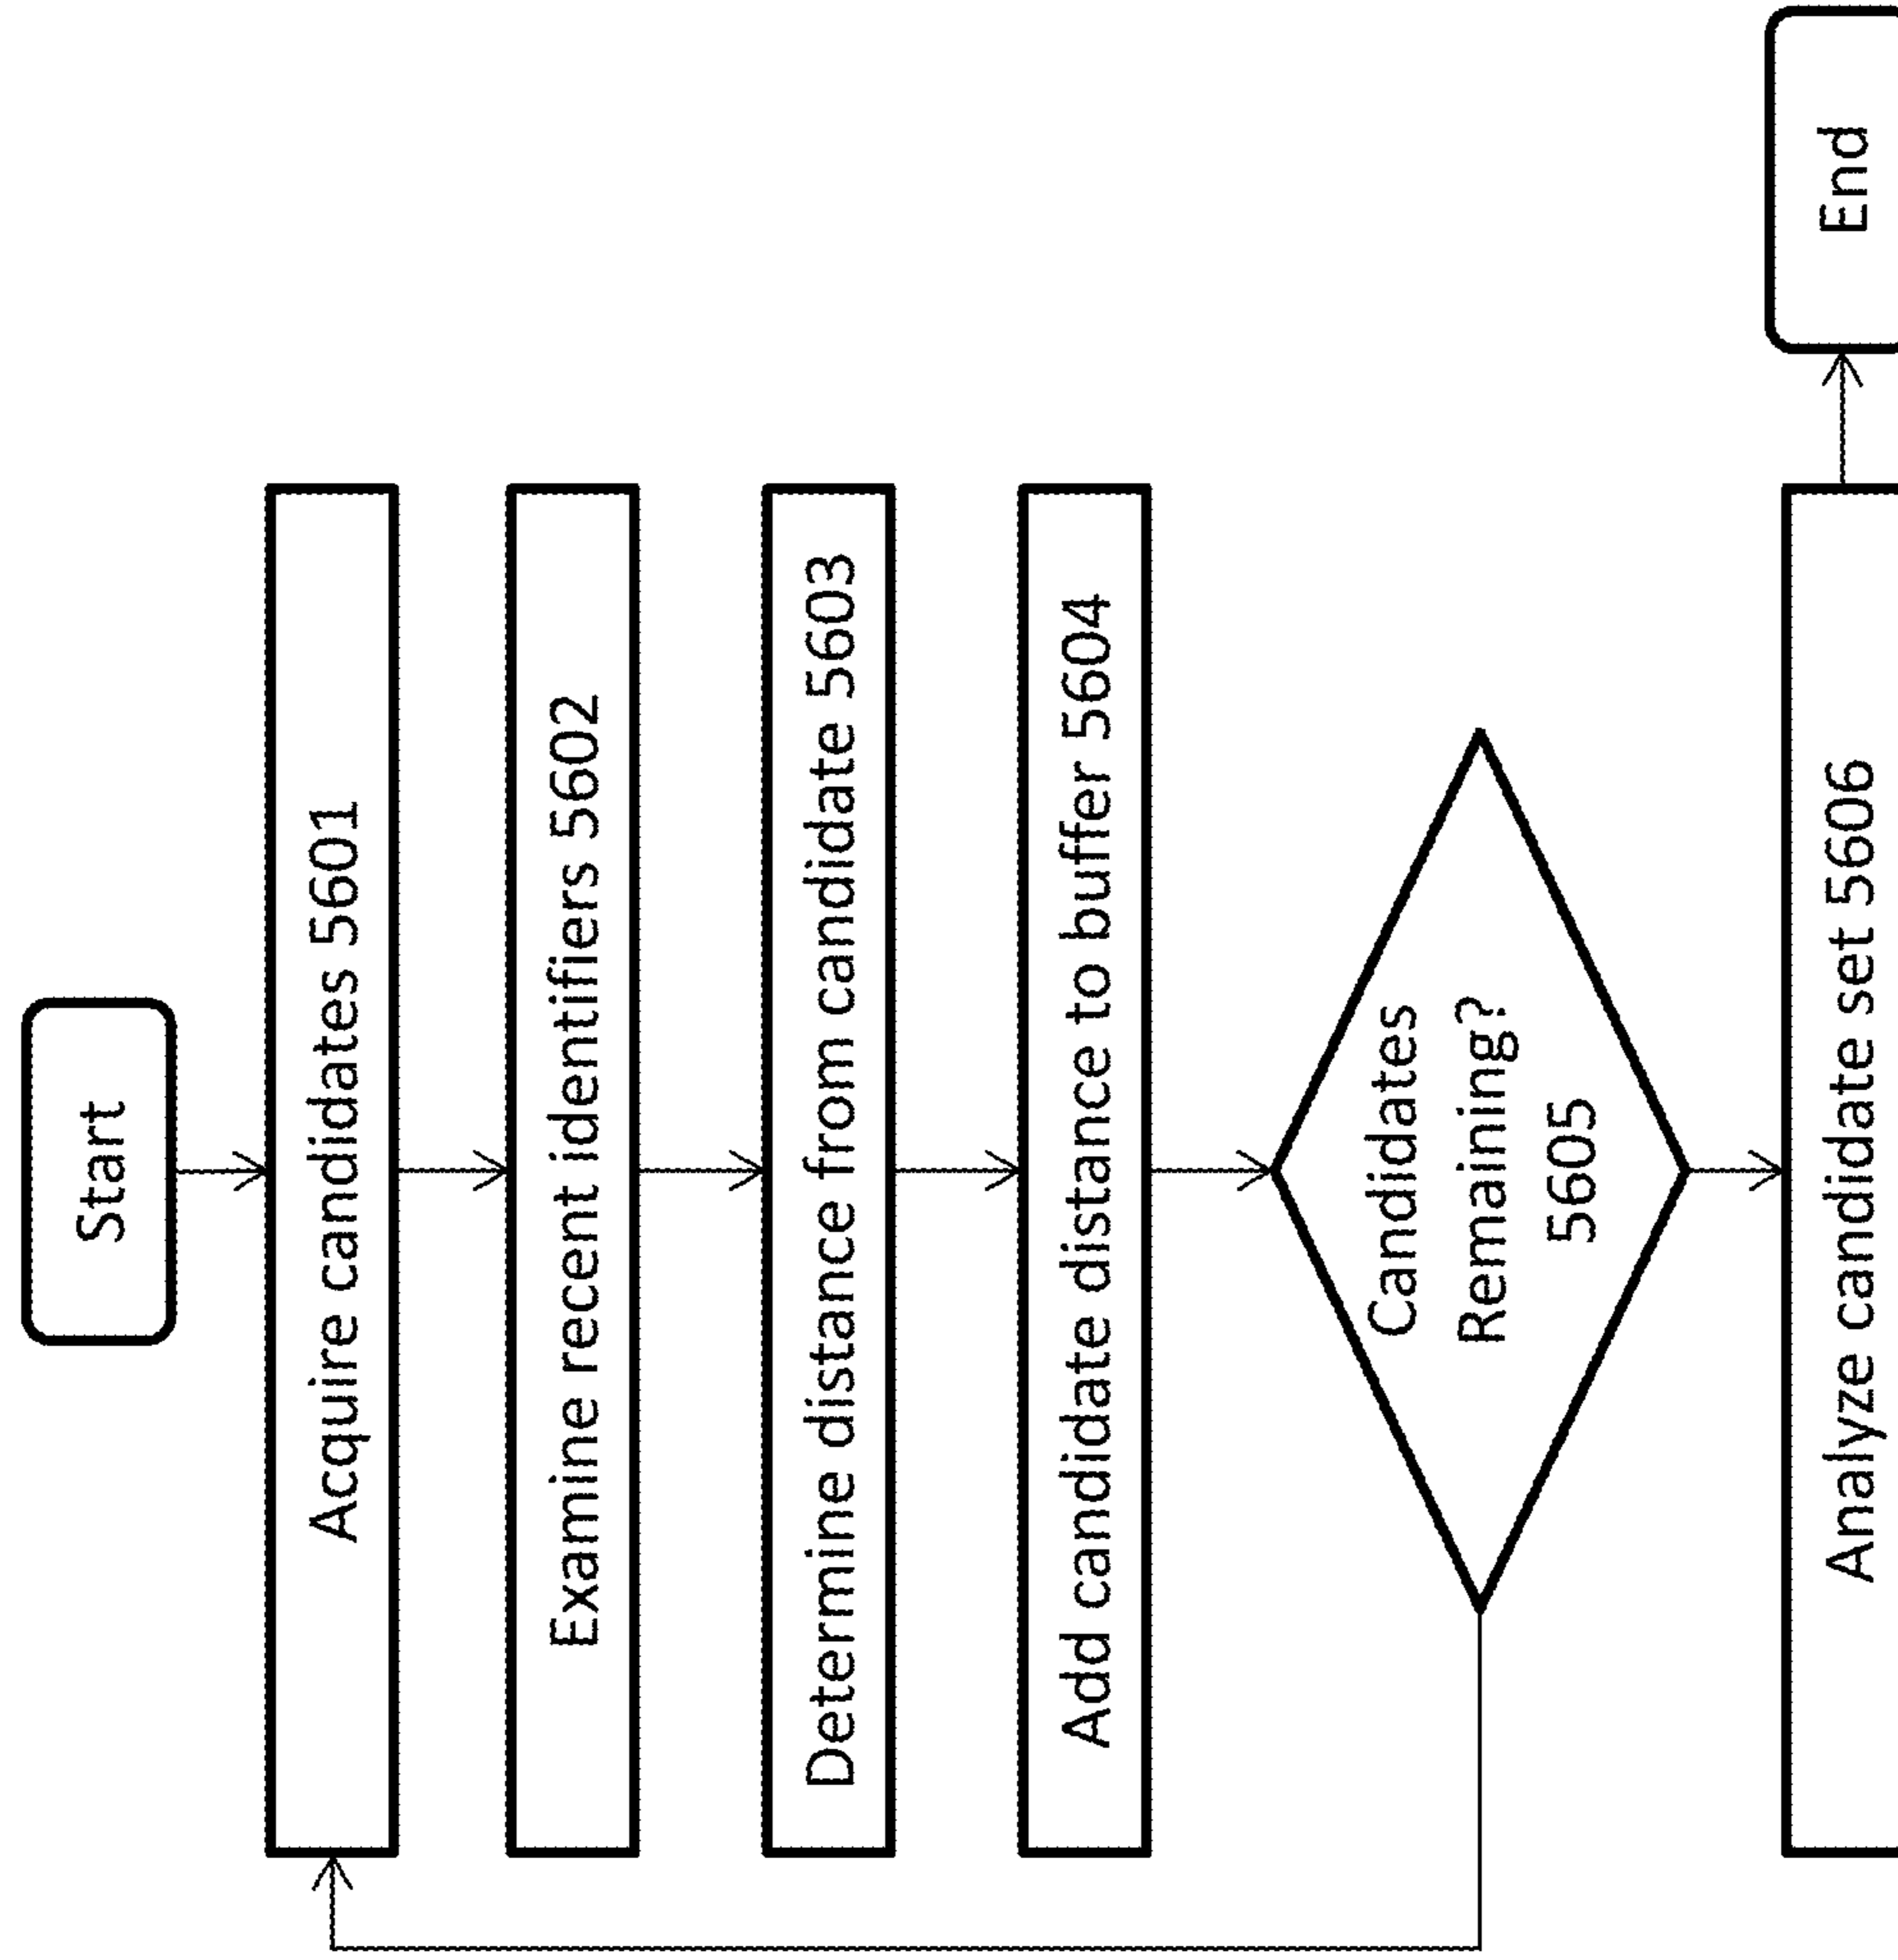 Start
Acquire candidates 5601
Examine recent identifiers 5602
Determine distance from candidate 5603
Add candidate distance to buffer 5604
Candidates
Remaining?
5605
Analyze candidate set 5606
End